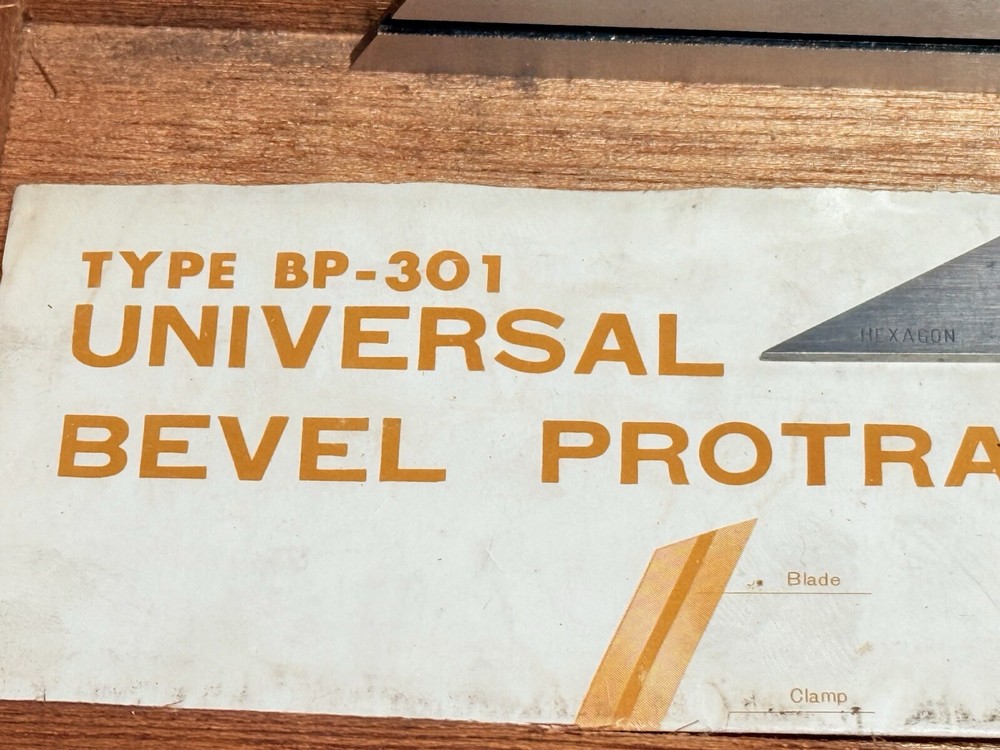 TYPE BP-301
UNIVERSAL
HEXAGON
BEVEL PROTRA
Blade
Clamp